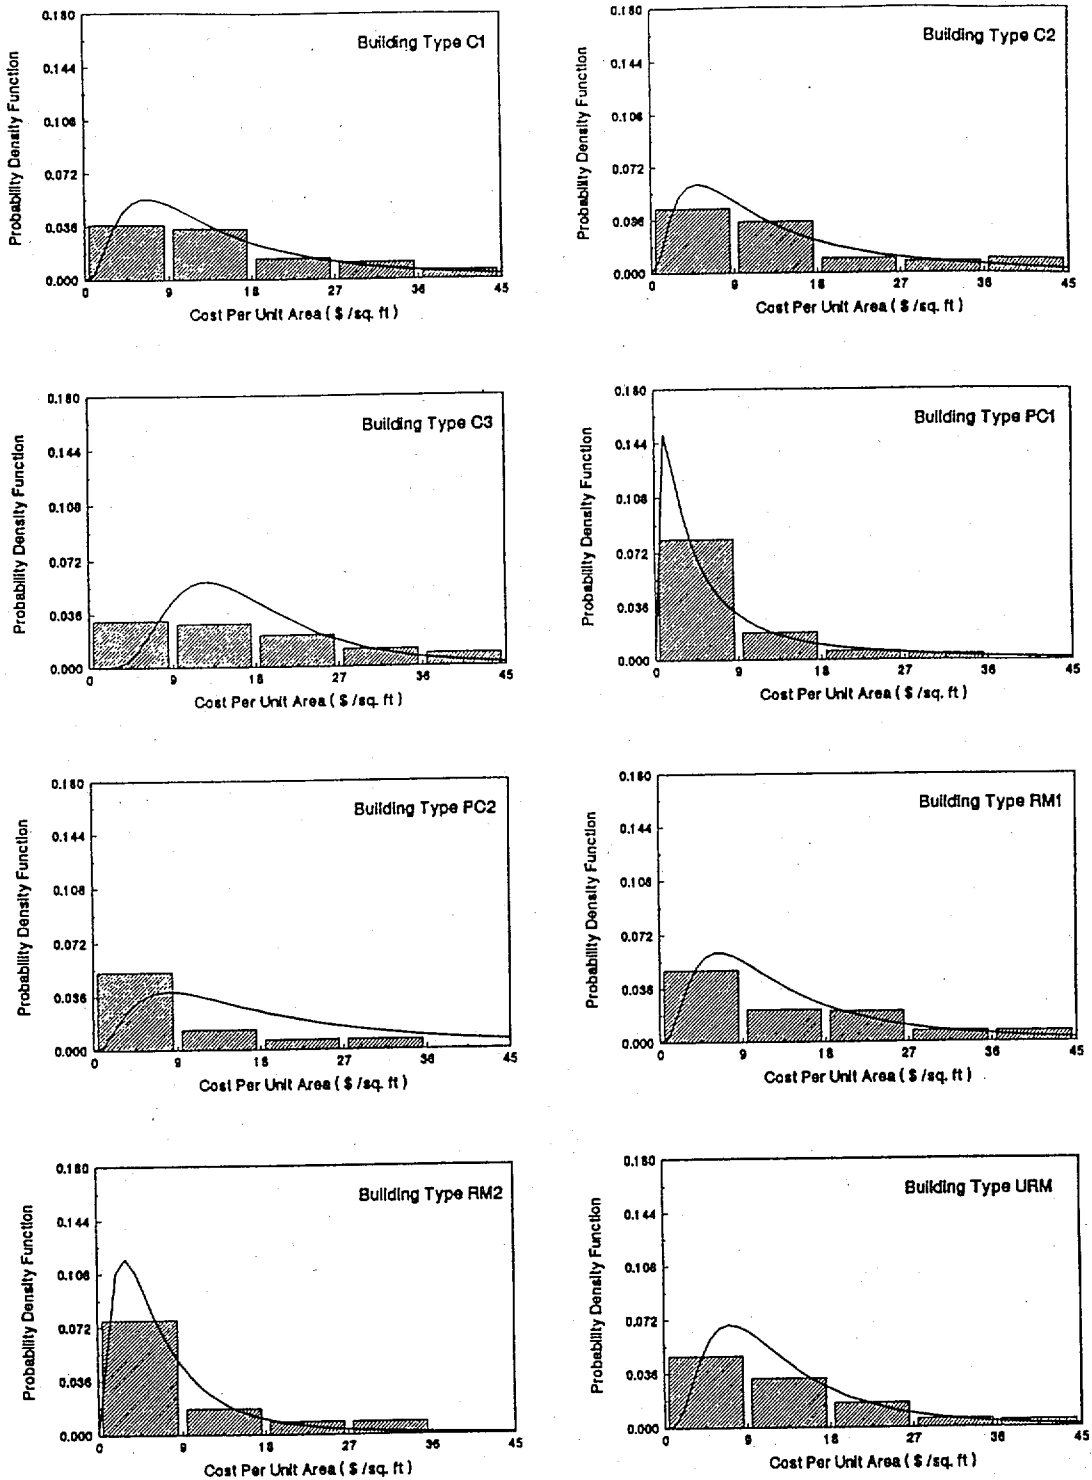 Building Type C1
Probability Density Function
0.180
0.144
0.108
0.072
0.036
0.000
0 9 18 27 36 45
Cost Per Unit Area ( $ /sq. ft )
Building Type C2
Probability Density Function
0.180
0.144
0.108
0.072
0.036
0.000
0 9 18 27 36 45
Cost Per Unit Area ( $ /sq. ft )
Building Type C3
Probability Density Function
0.180
0.144
0.108
0.072
0.036
0.000
0 9 18 27 36 45
Cost Per Unit Area ( $ /sq. ft )
Building Type PC1
Probability Density Function
0.180
0.144
0.108
0.072
0.036
0.000
0 9 18 27 36 45
Cost Per Unit Area ( $ /sq. ft )
Building Type PC2
Probability Density Function
0.180
0.144
0.108
0.072
0.036
0.000
0 9 18 27 36 45
Cost Per Unit Area ( $ /sq. ft )
Building Type RM1
Probability Density Function
0.180
0.144
0.108
0.072
0.036
0.000
0 9 18 27 36 45
Cost Per Unit Area ( $ /sq. ft )
Building Type RM2
Probability Density Function
0.180
0.144
0.108
0.072
0.036
0.000
0 9 18 27 36 45
Cost Per Unit Area ( $ /sq. ft )
Building Type URM
Probability Density Function
0.180
0.144
0.108
0.072
0.036
0.000
0 9 18 27 36 45
Cost Per Unit Area ( $ /sq. ft )